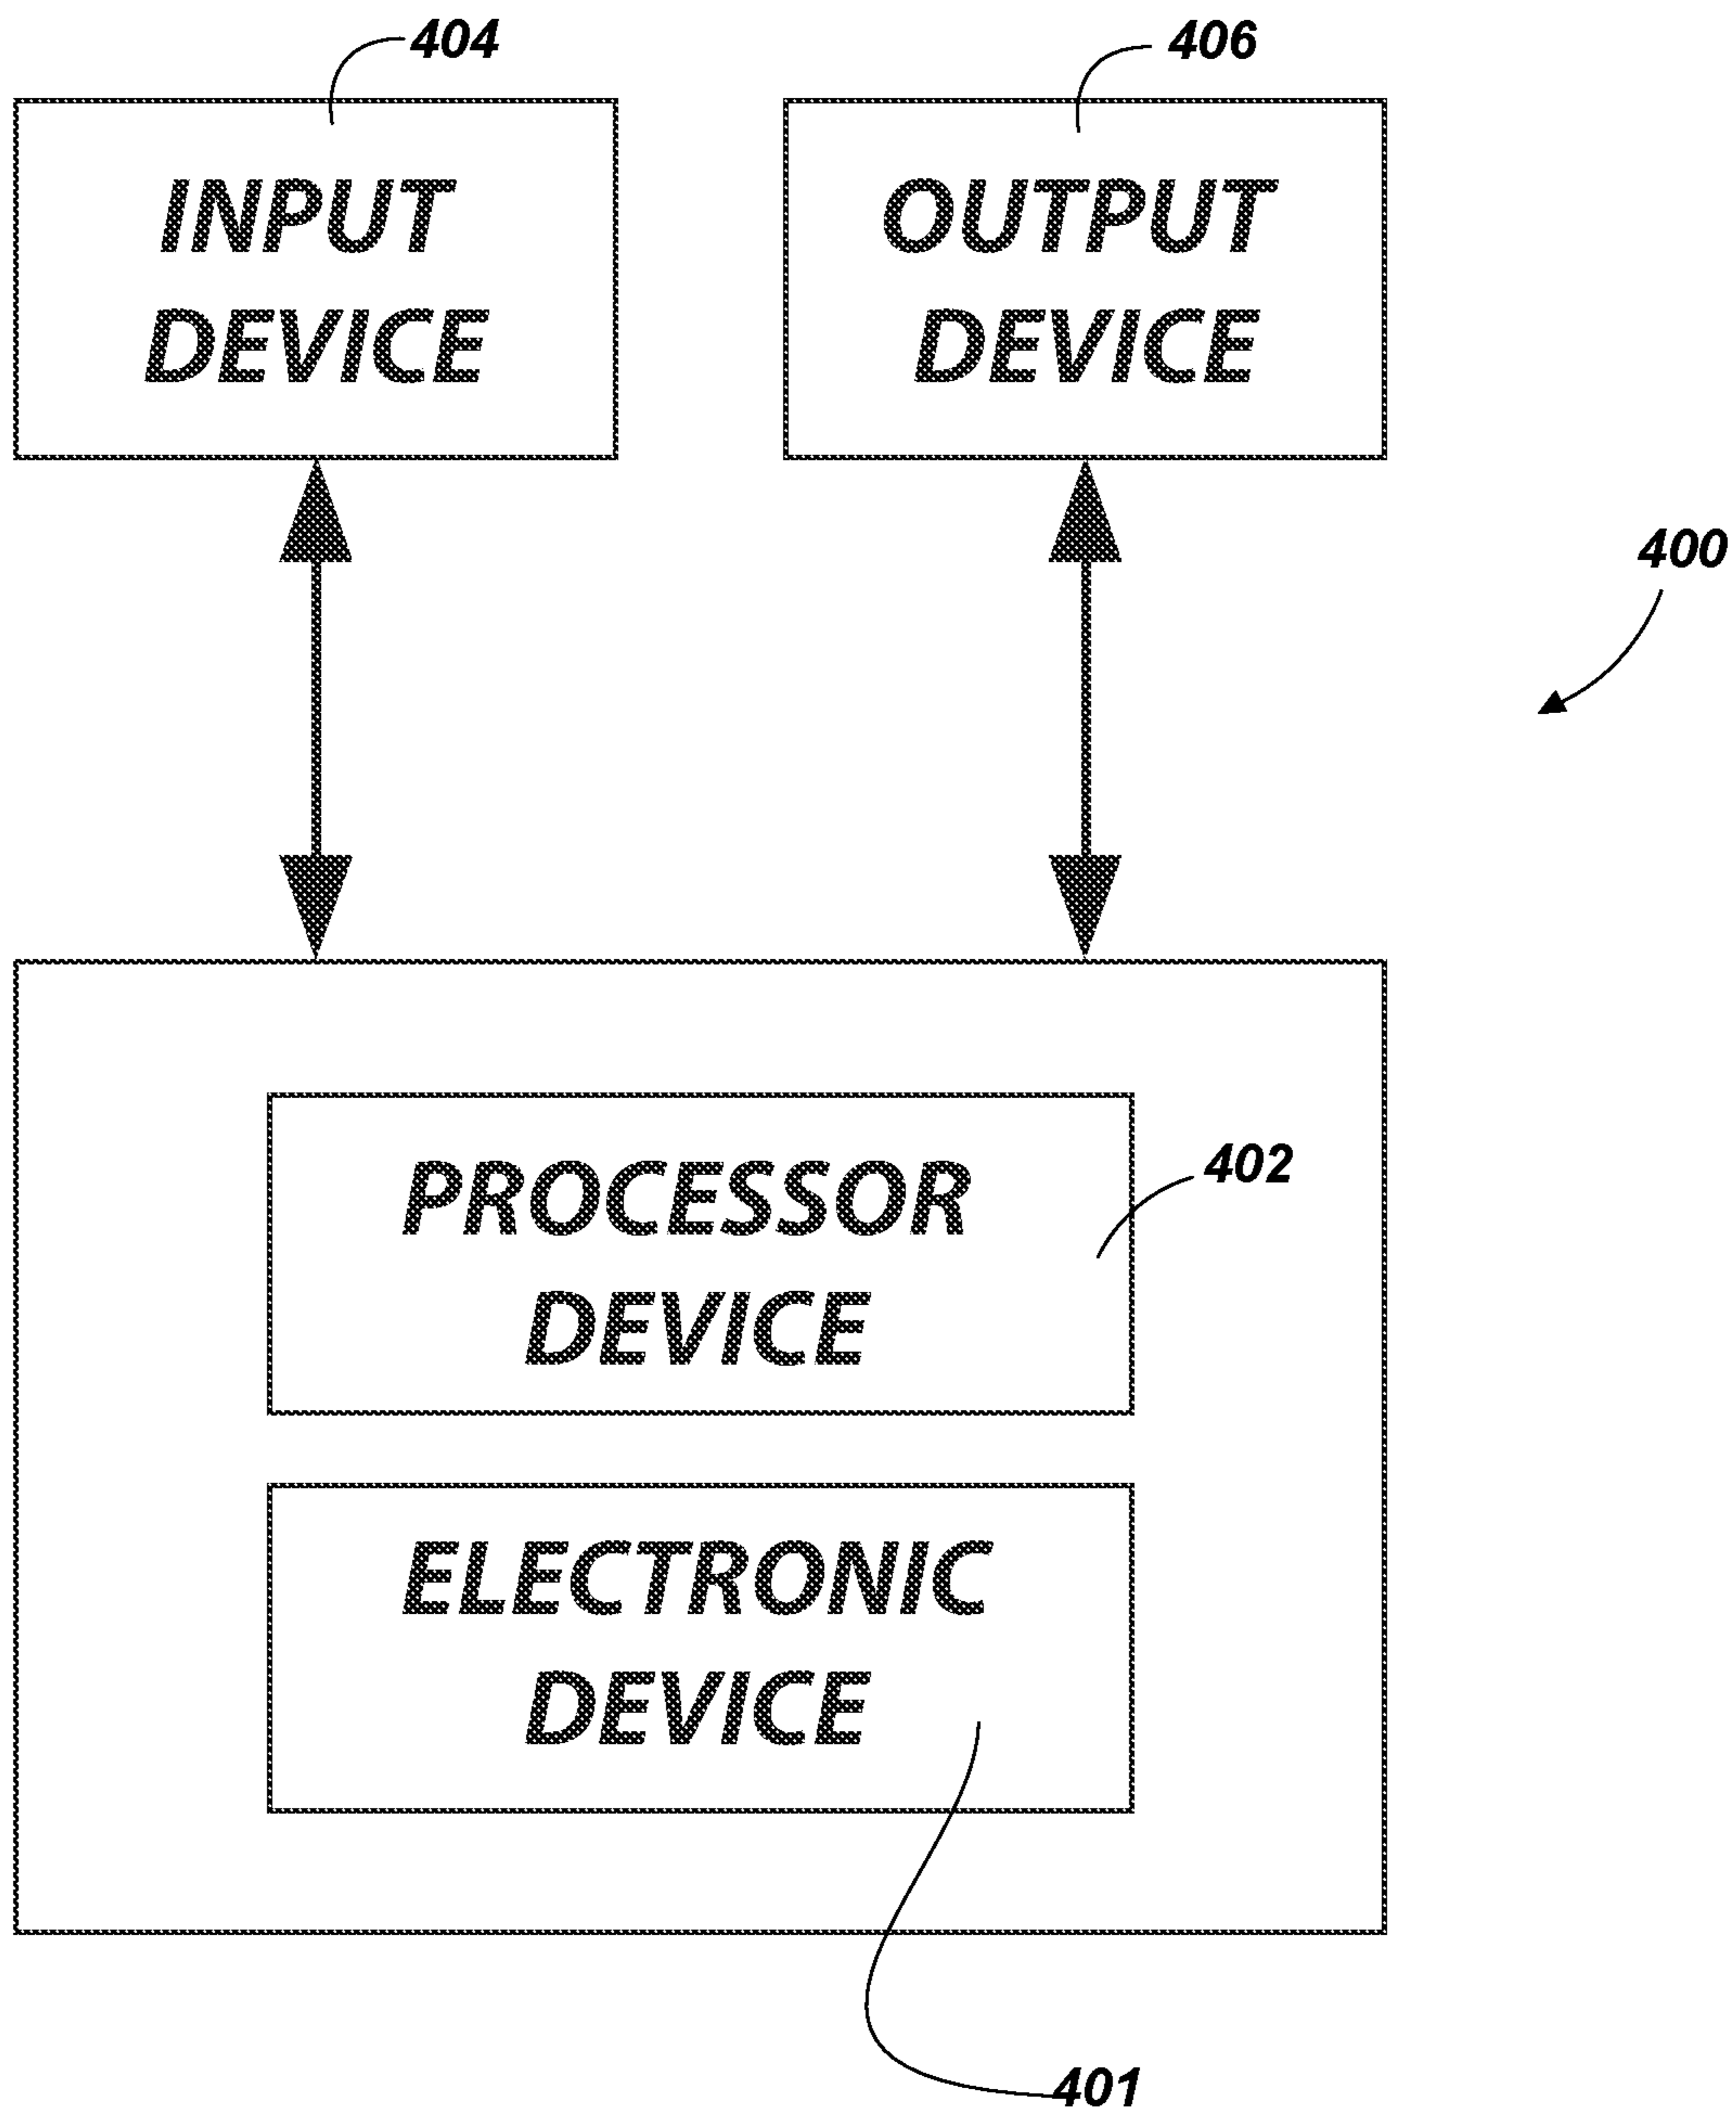 404
406
INPUT
DEVICE
OUTPUT
DEVICE
400
PROCESSOR
DEVICE
402
ELECTRONIC
DEVICE
401